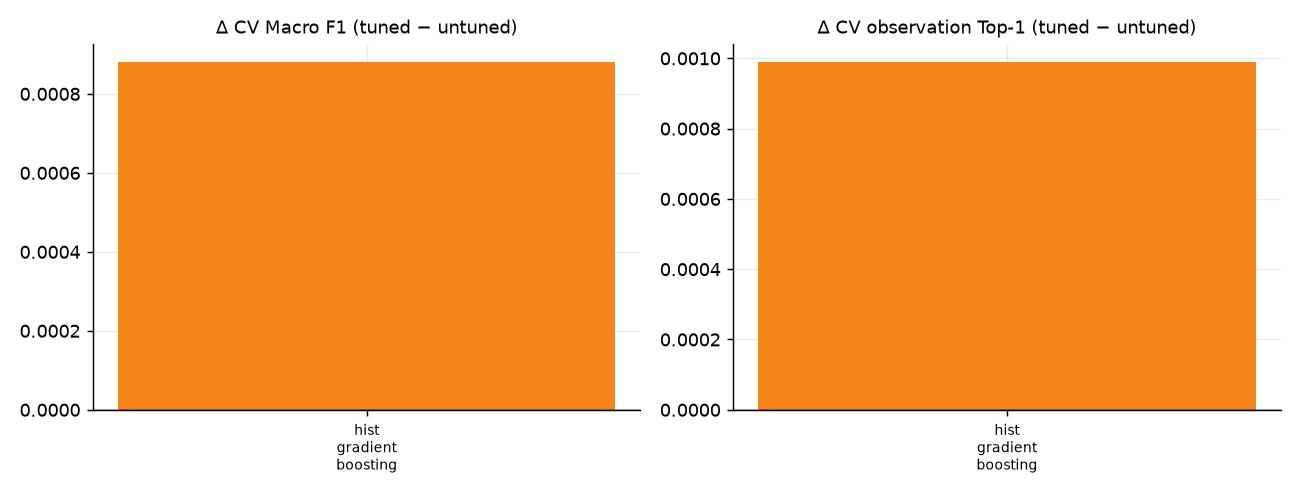 Δ CV Macro F1 (tuned − untuned)
0.0008
0.0006
0.0004
0.0002
0.0000
hist
gradient
boosting
Δ CV observation Top-1 (tuned − untuned)
0.0010
0.0008
0.0006
0.0004
0.0002
0.0000
hist
gradient
boosting